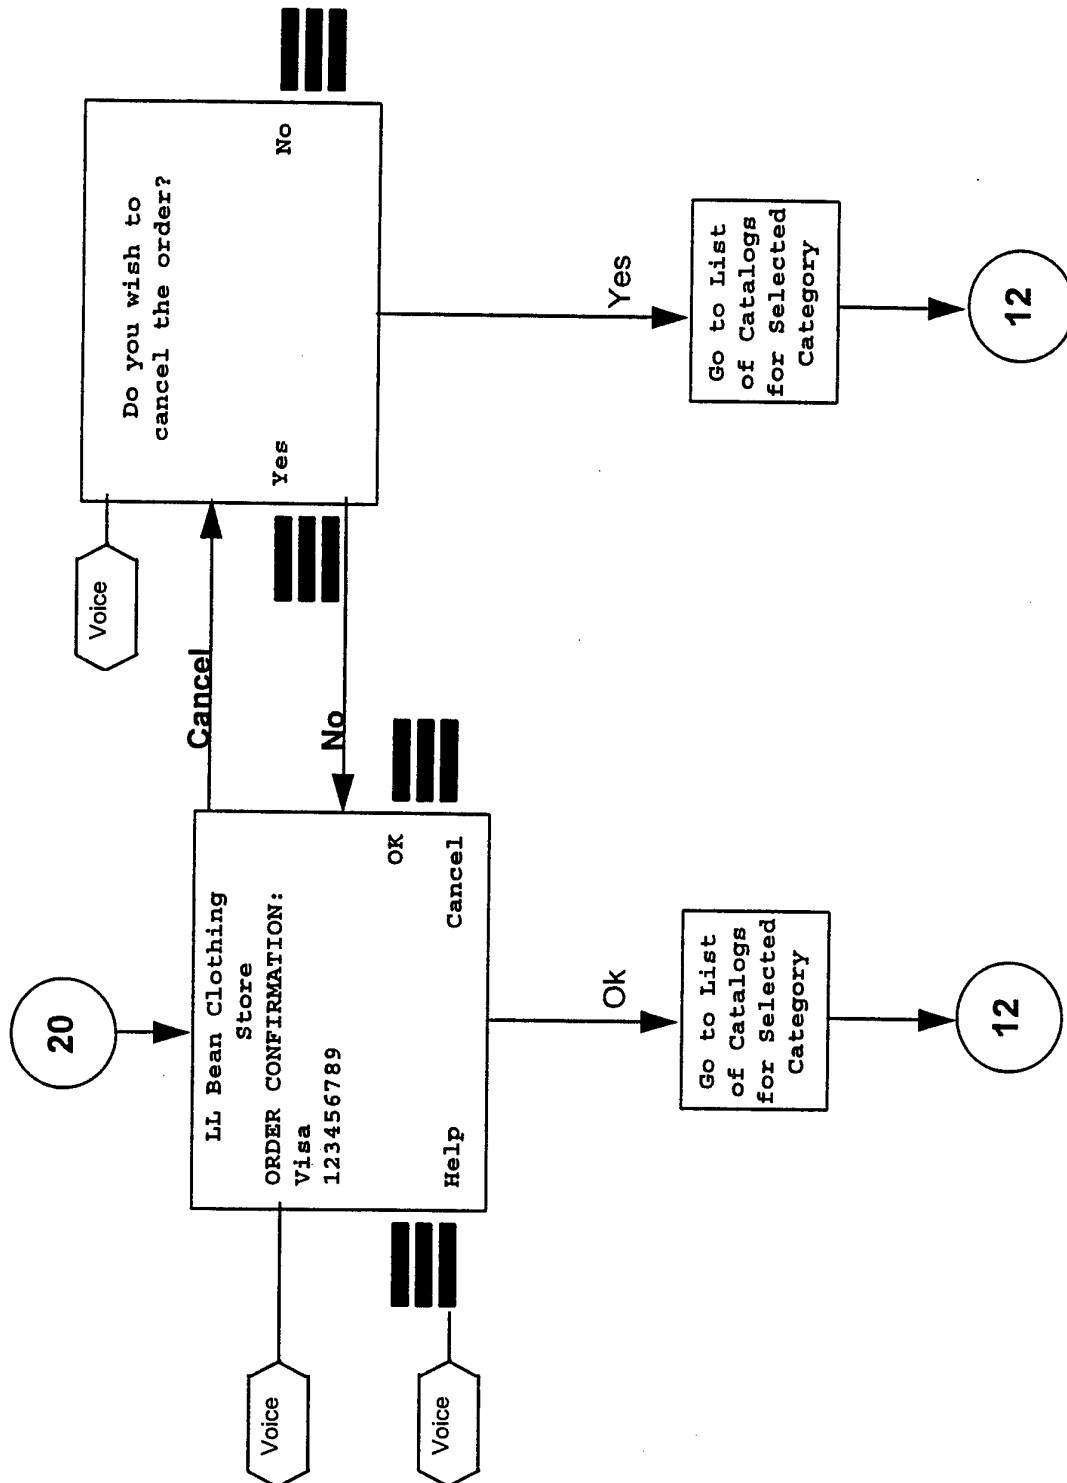 20
LL Bean Clothing
Store
ORDER CONFIRMATION:
Visa
123456789
OK
Help
Cancel
Voice
Voice
Ok
Go to List
of Catalogs
for Selected
Category
12
Cancel
No
Voice
Do you wish to
cancel the order?
Yes
No
Yes
Go to List
of Catalogs
for Selected
Category
12